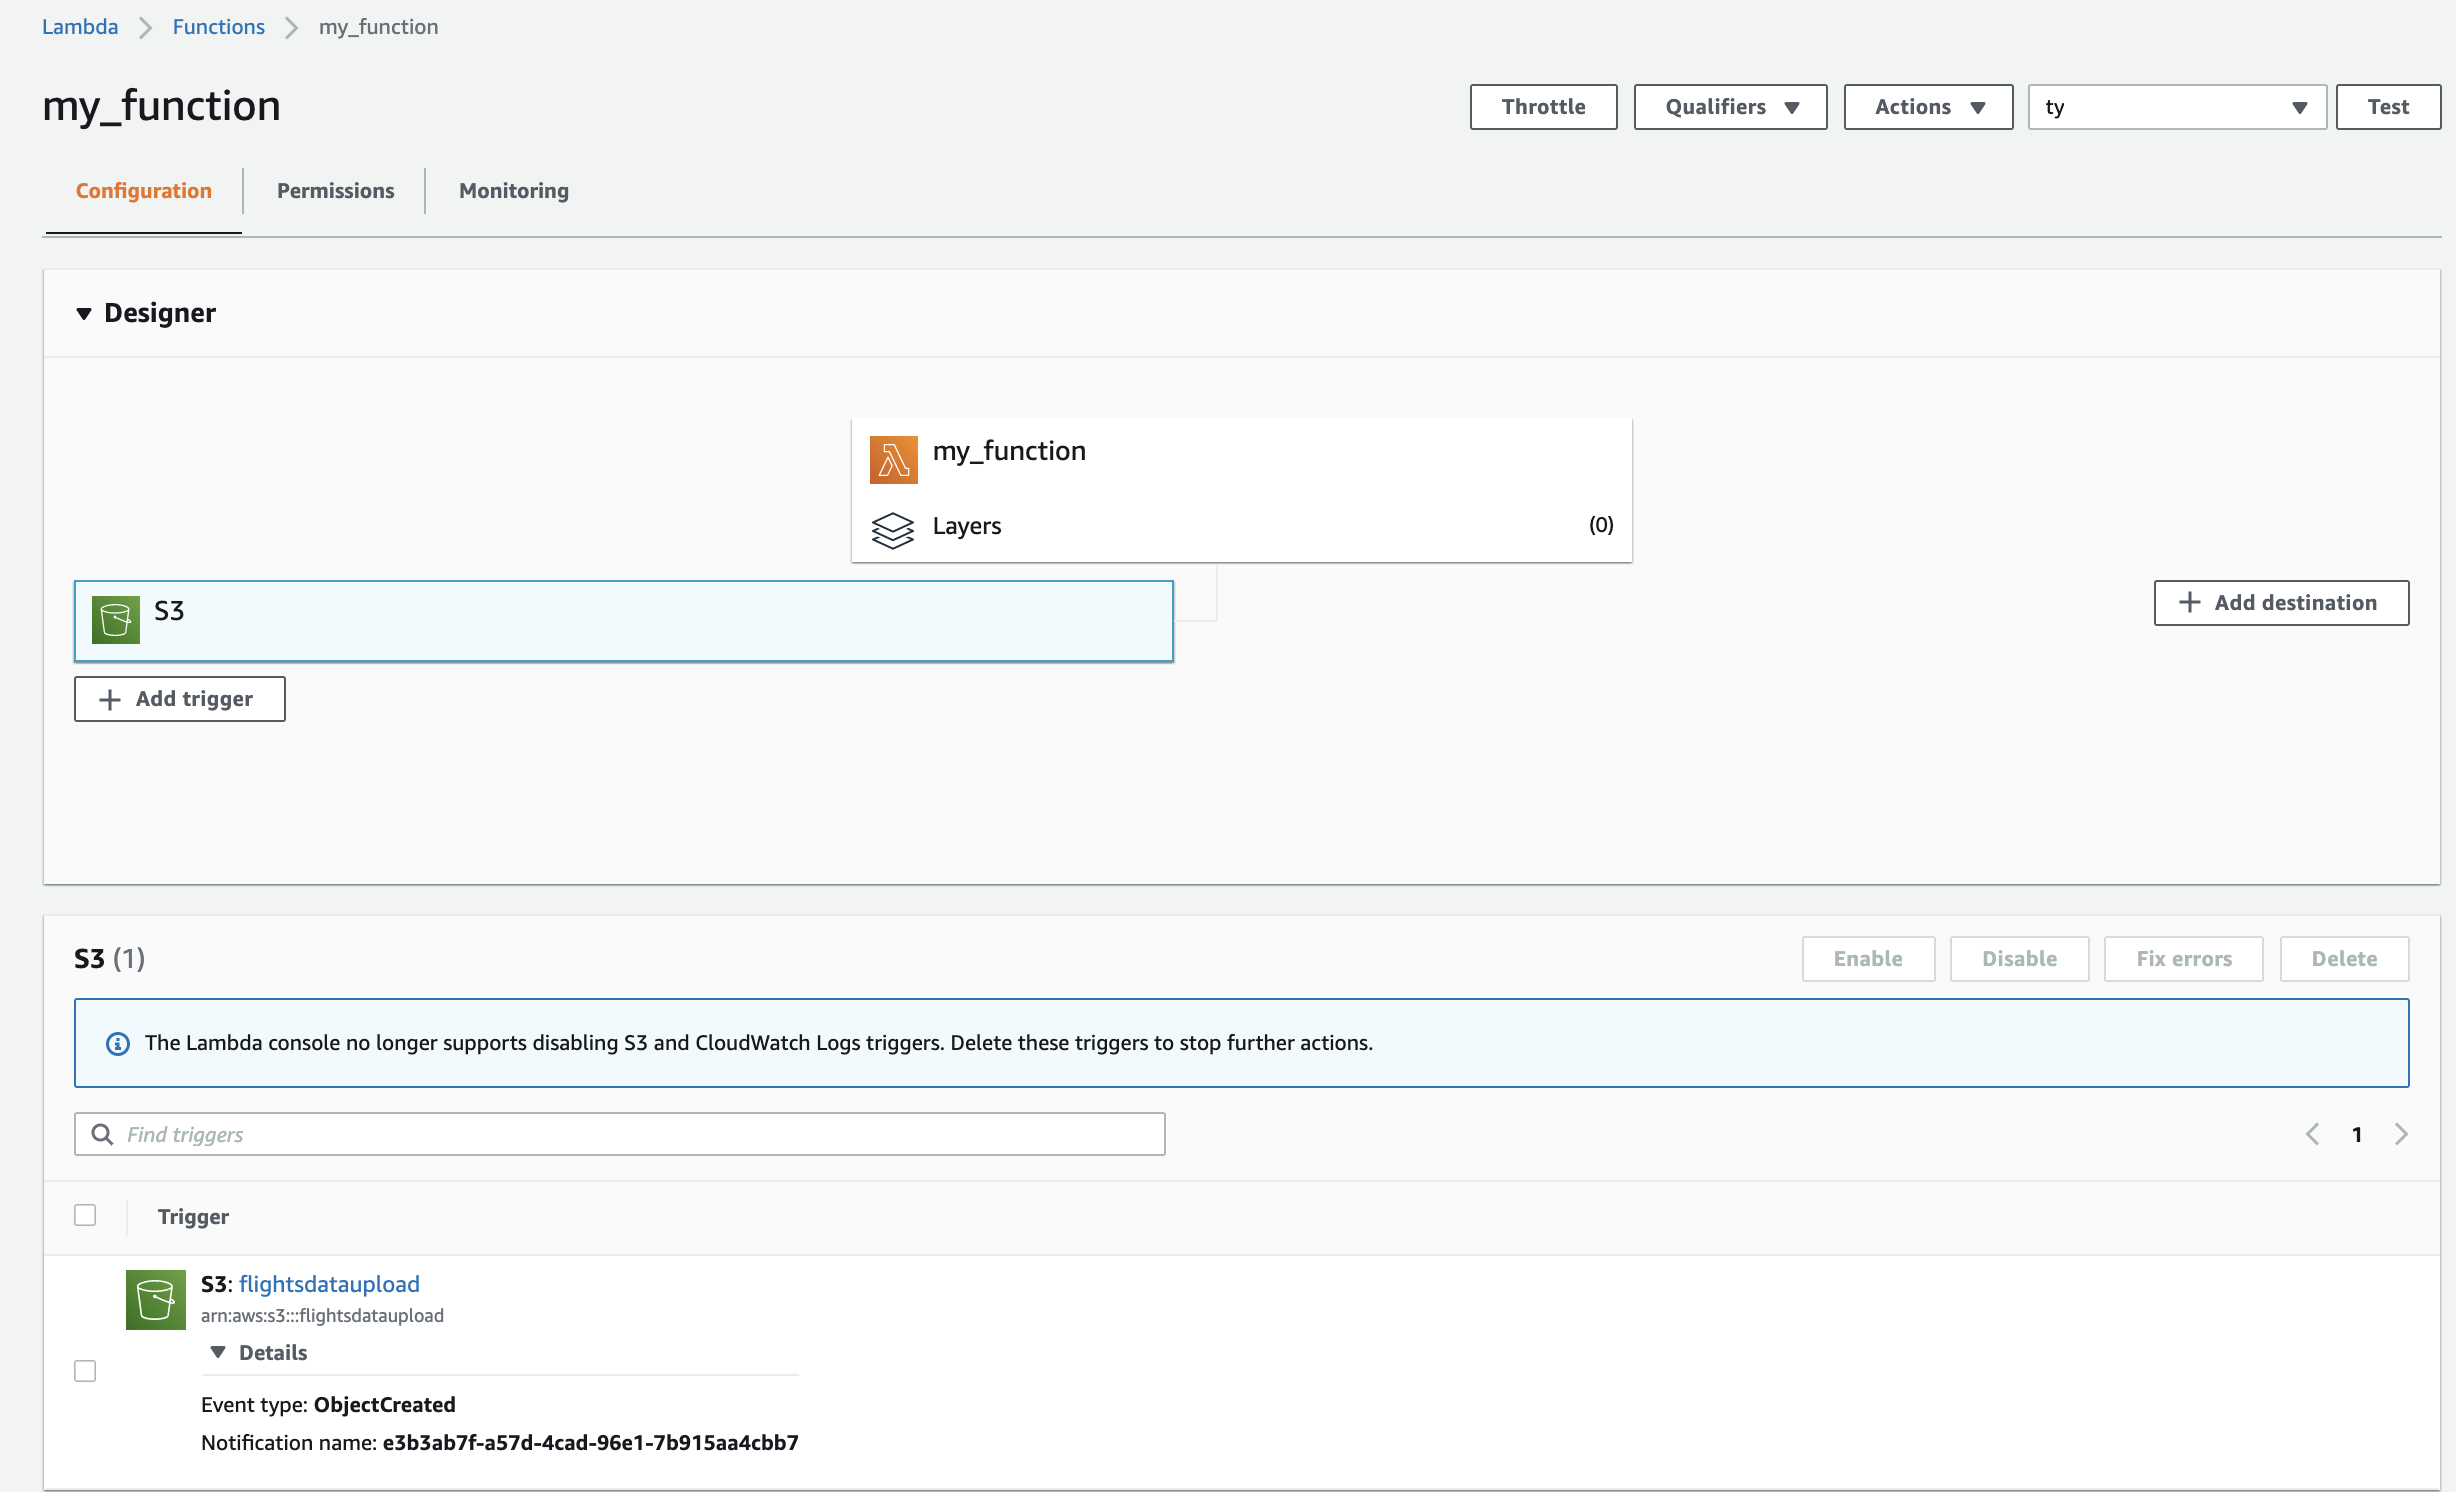 Lambda > Functions > my_function
my_function
Throttle Qualifiers Actions ty Test
Configuration Permissions Monitoring
Designer
my_function
Layers (0)
S3
Add destination
Add trigger
S3 (1) Enable Disable Fix errors Delete
The Lambda console no longer supports disabling S3 and CloudWatch Logs triggers. Delete these triggers to stop further actions.
Find triggers 1
Trigger
S3: flightsdataupload
arn:aws:s3:::flightsdataupload
Details
Event type: ObjectCreated
Notification name: e3b3ab7f-a57d-4cad-96e1-7b915aa4cbb7